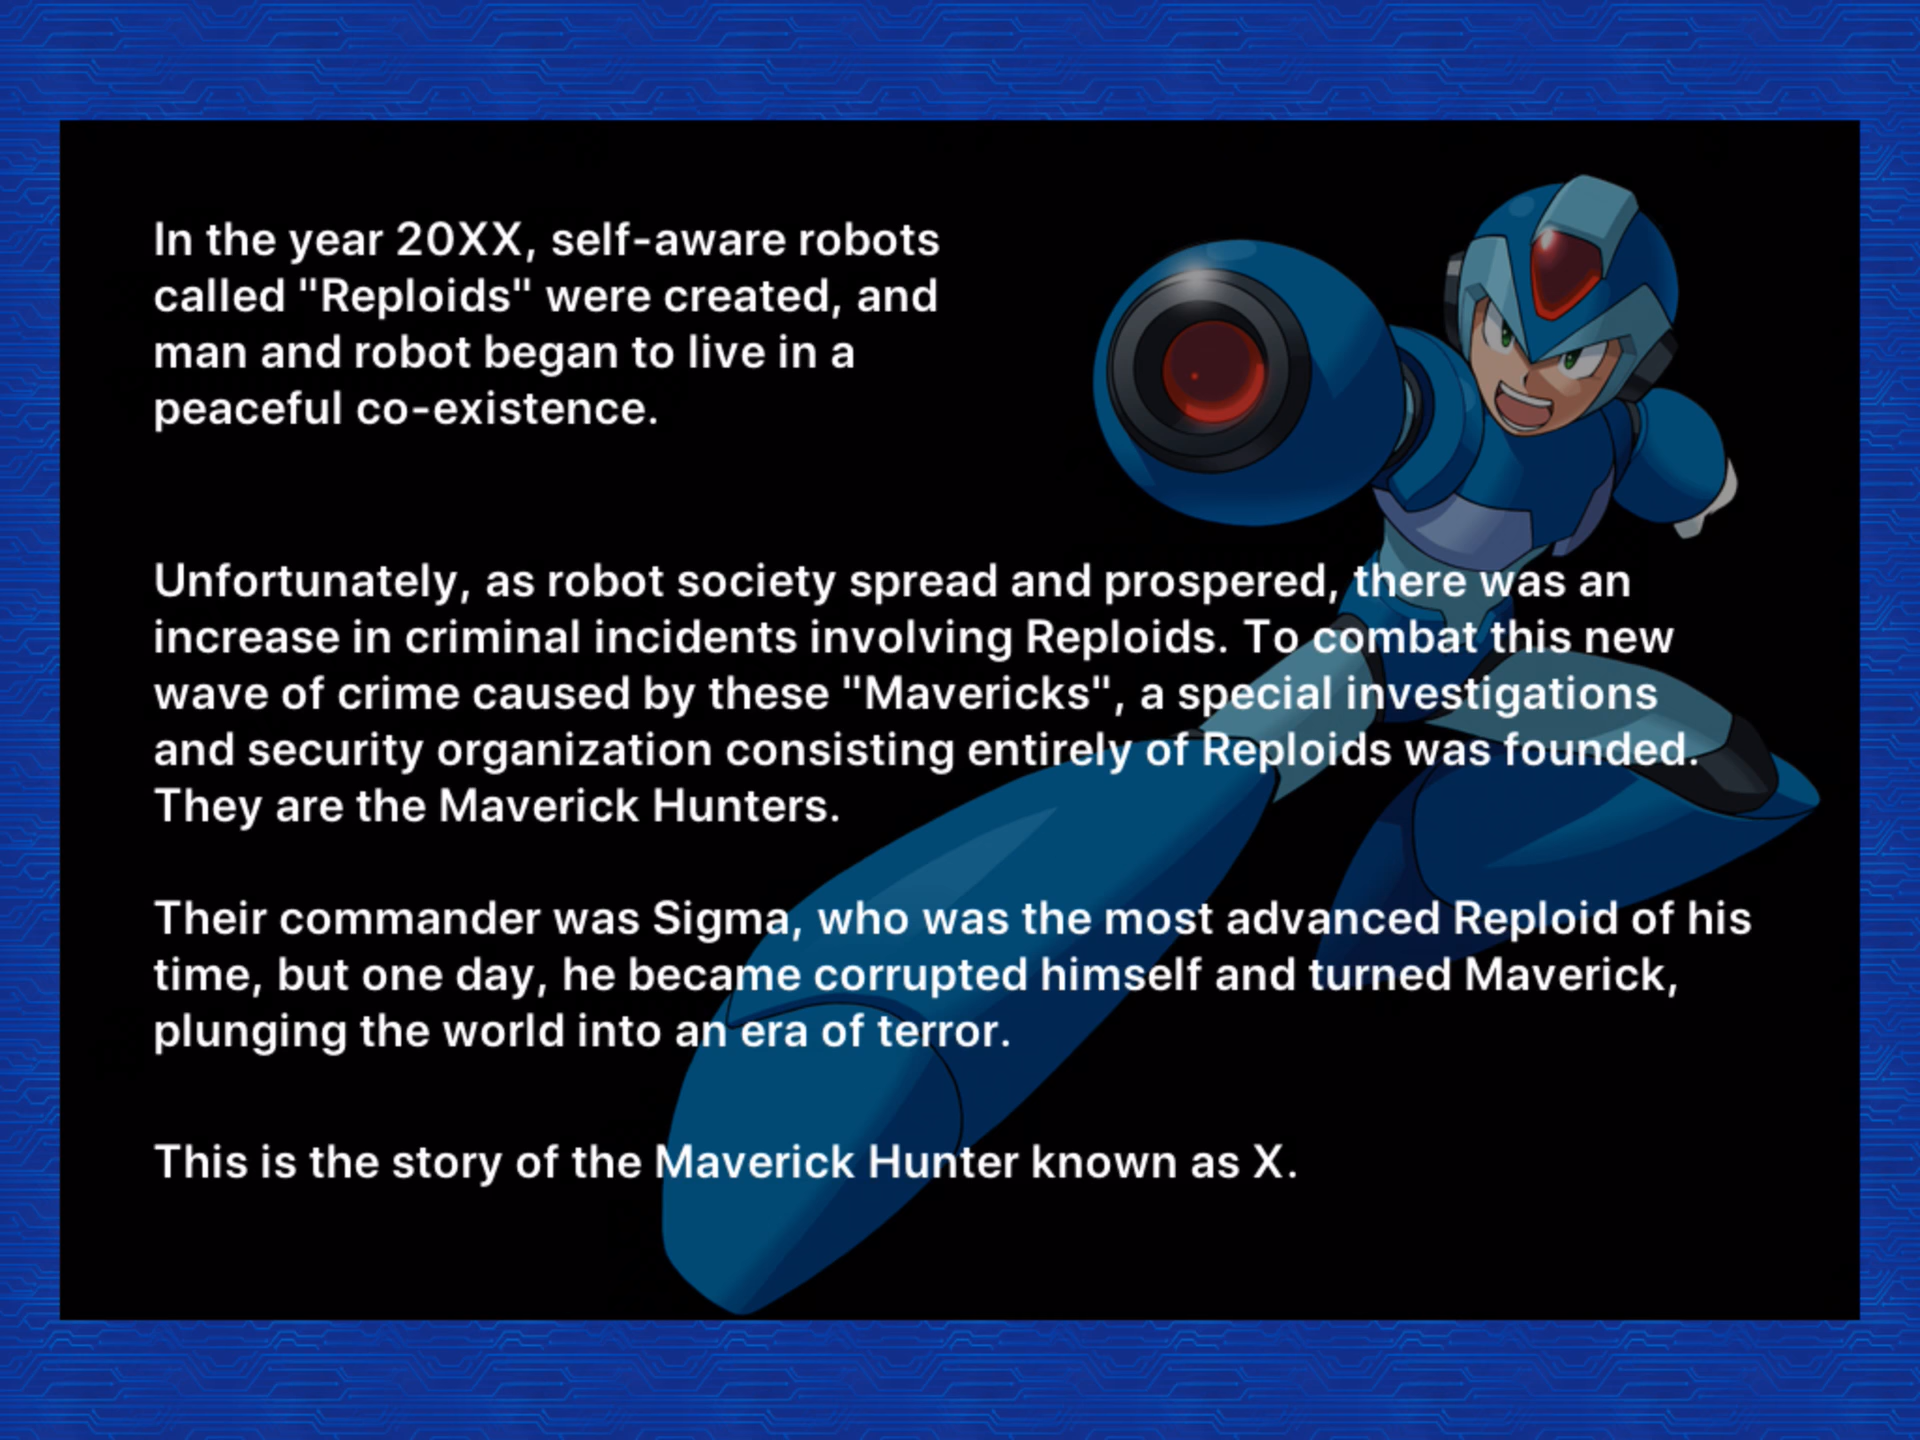 In the year 20XX, self-aware robots
called "Reploids" were created, and
man and robot began to live in a
peaceful co-existence.
Unfortunately, as robot society spread and prospered, there was an
increase in criminal incidents involving Reploids. To combat this new
wave of crime caused by these "Mavericks", a special investigations
and security organization consisting entirely of Reploids was founded.
They are the Maverick Hunters.
Their commander was Sigma, who was the most advanced Reploid of his
time, but one day, he became corrupted himself and turned Maverick,
plunging the world into an era of terror.
This is the story of the Maverick Hunter known as X.